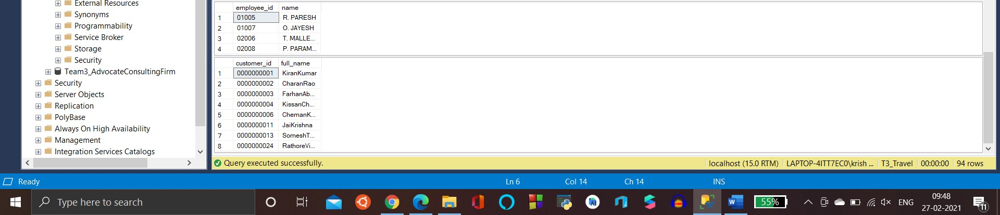 External Resources
Synonyms
Programmability
Service Broker
Storage
Security
Team3_AdvocateConsultingFirm
Security
Server Objects
Replication
PolyBase
Always On High Availability
Management
Integration Services Catalogs
employee_id name
1 01005 R. PARESH
2 01007 O. JAYESH
3 02006 T. MALLE...
4 02008 P. PARAM...
customer_id full_name
1 0000000001 KiranKumar
2 0000000002 CharanRao
3 0000000003 FarhanAb...
4 0000000004 KissanCh...
5 0000000006 ChemanK...
6 0000000011 JaiKrishna
7 0000000013 SomeshT...
8 0000000024 RathoreVi...
Query executed successfully. localhost (15.0 RTM) LAPTOP-4ITT7EC0\krish ... T3_Travel 00:00:00 94 rows
Ready Ln 6 Col 14 Ch 14 INS
Type here to search 55% ENG 09:48
27-02-2021 11